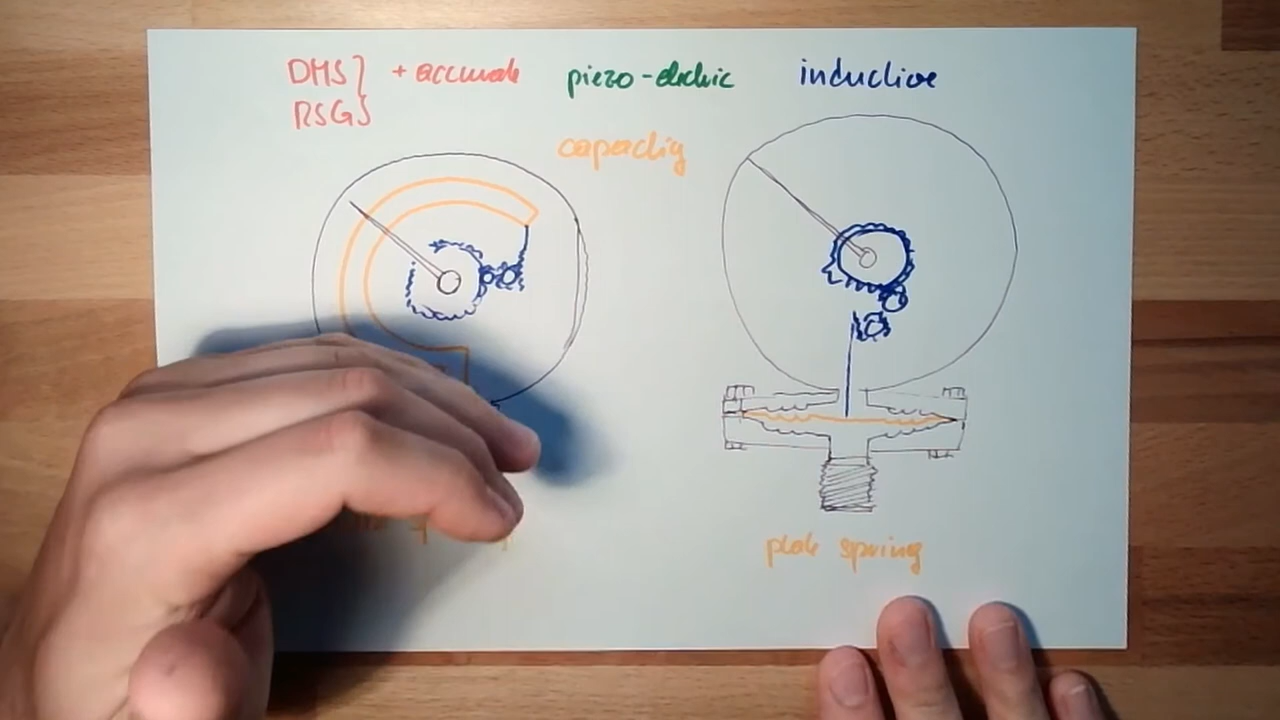 DMS} + accurate piezo-electric inductive
RSG
capacity
plate spring